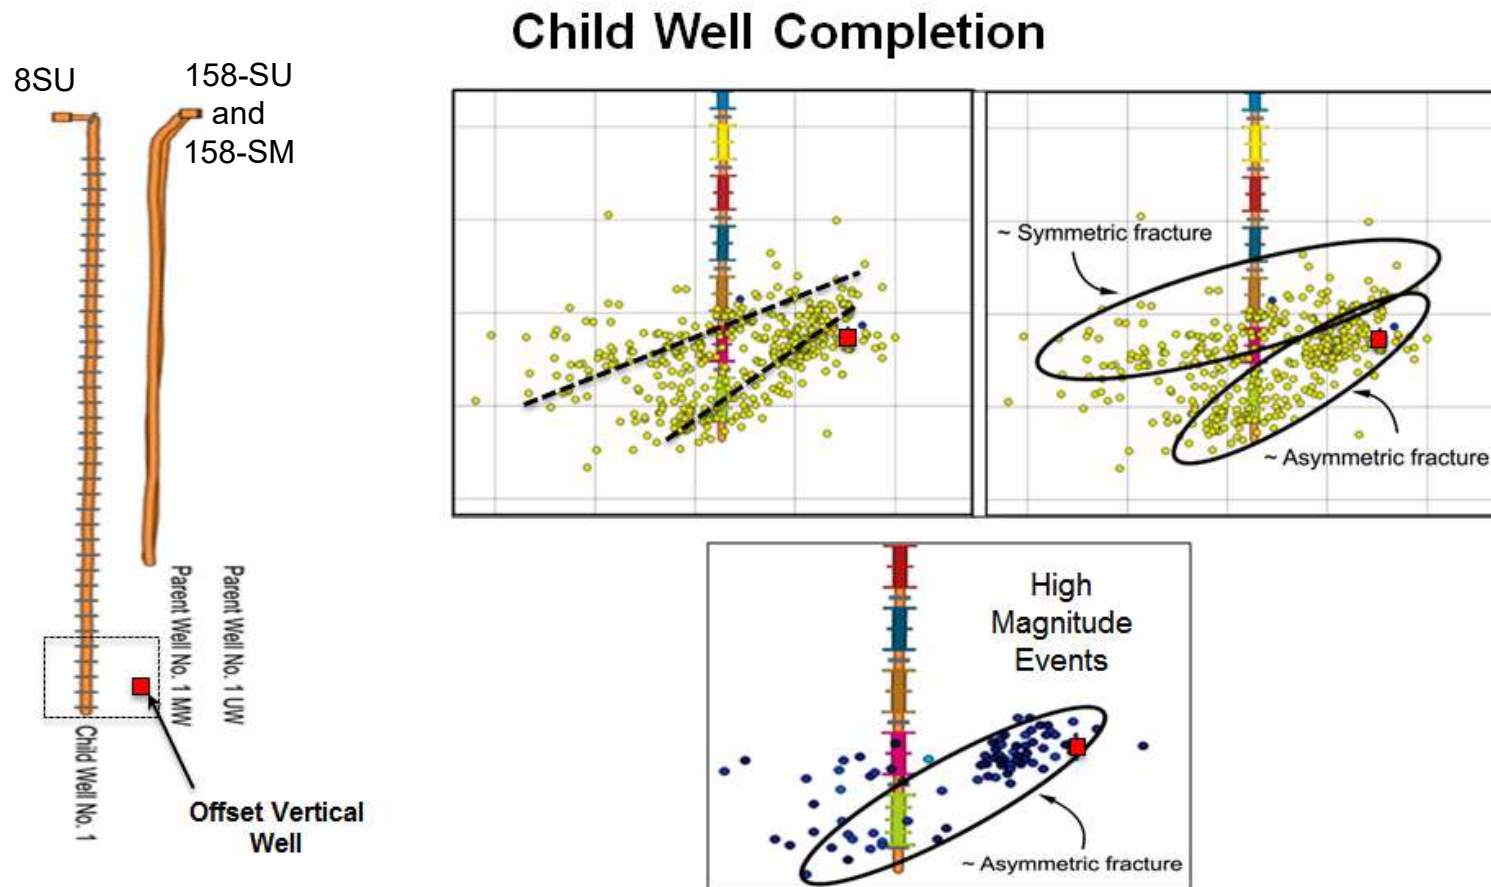 Child Well Completion
8SU
158-SU
and
158-SM
~ Symmetric fracture
~ Asymmetric fracture
Parent Well No. 1 MW
Parent Well No. 1 UW
Child Well No. 1
Offset Vertical
Well
High
Magnitude
Events
~ Asymmetric fracture